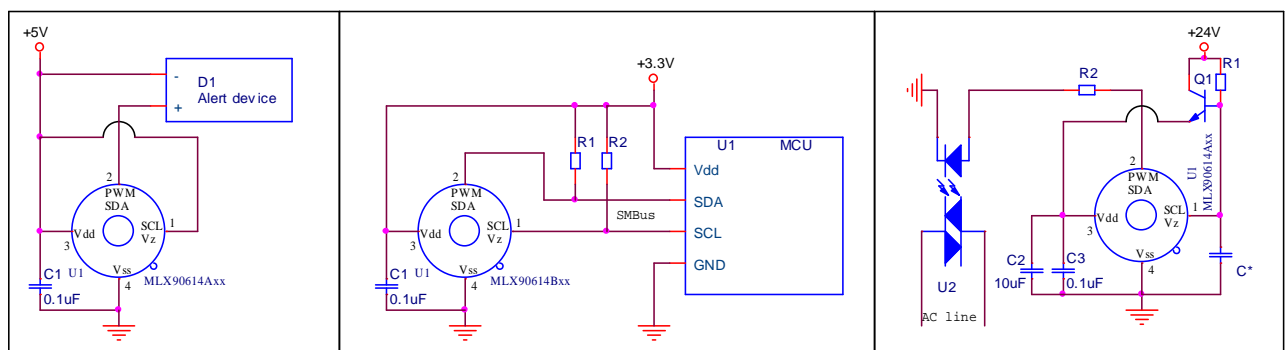 +5V
D1
Alert device
-
+
2
PWM
SDA
SCL
Vz
1
Vdd
3
Vss
4
U1
MLX90614Axx
C1
0.1uF
+3.3V
R1
R2
U1
MCU
Vdd
SDA
SCL
GND
SMBus
2
PWM
SDA
SCL
Vz
1
Vdd
3
Vss
4
U1
MLX90614Bxx
C1
0.1uF
+24V
R1
Q1
R2
2
PWM
SDA
SCL
Vz
1
Vdd
3
Vss
4
U1
MLX90614Axx
C2
10uF
C3
0.1uF
C*
U2
AC line